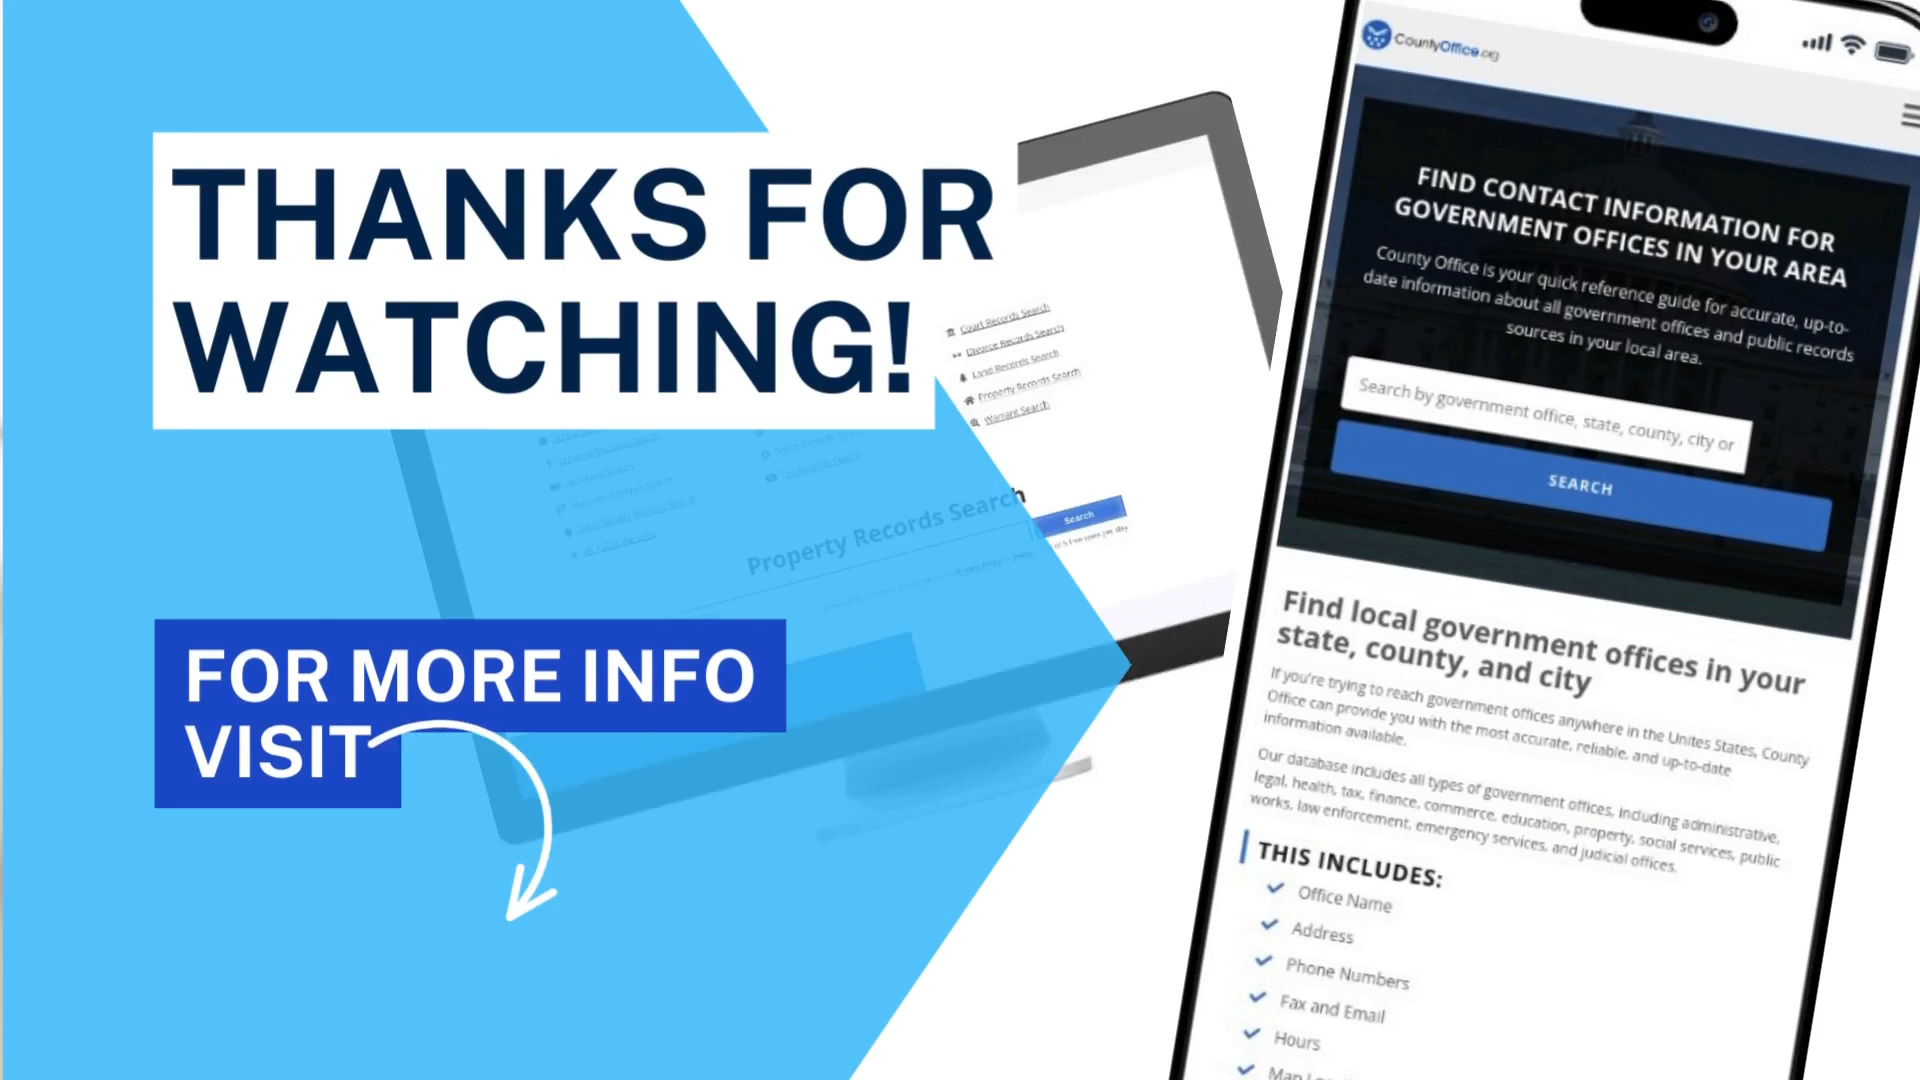 THANKS FOR
WATCHING!
FOR MORE INFO
VISIT
Court Records Search
Divorce Records Search
Land Records Search
Property Records Search
Warrant Search
Property Records Search
Search
CountyOffice.org
FIND CONTACT INFORMATION FOR
GOVERNMENT OFFICES IN YOUR AREA
County Office is your quick reference guide for accurate, up-to-
date information about all government offices and public records
sources in your local area.
Search by government office, state, county, city or
SEARCH
Find local government offices in your
state, county, and city
If you're trying to reach government offices anywhere in the Unites States, County
Office can provide you with the most accurate, reliable, and up-to-date
information available.
Our database includes all types of government offices, including administrative,
legal, health, tax, finance, commerce, education, property, social services, public
works, law enforcement, emergency services, and judicial offices.
THIS INCLUDES:
Office Name
Address
Phone Numbers
Fax and Email
Hours
Map